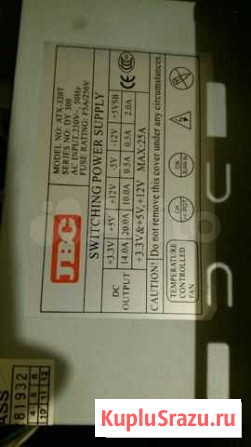 JBC
MODEL NO: ATX-320T
SERIES NO: DY 300
AC INPUT: 230V~, 50Hz
FUSE RATING: F5A/250V
SWITCHING POWER SUPPLY
DC OUTPUT
+3.3V +5V +12V -5V -12V +5VSB
14.0A 20.0A 10.0A 0.5A 0.5A 2.0A
+3.3V&+5V,+12V MAX:25A
CAUTION! Do not remove this cover under any circumstances.
TEMPERATURE
CONTROLLED
FAN
81932
KupluSrazu.ru